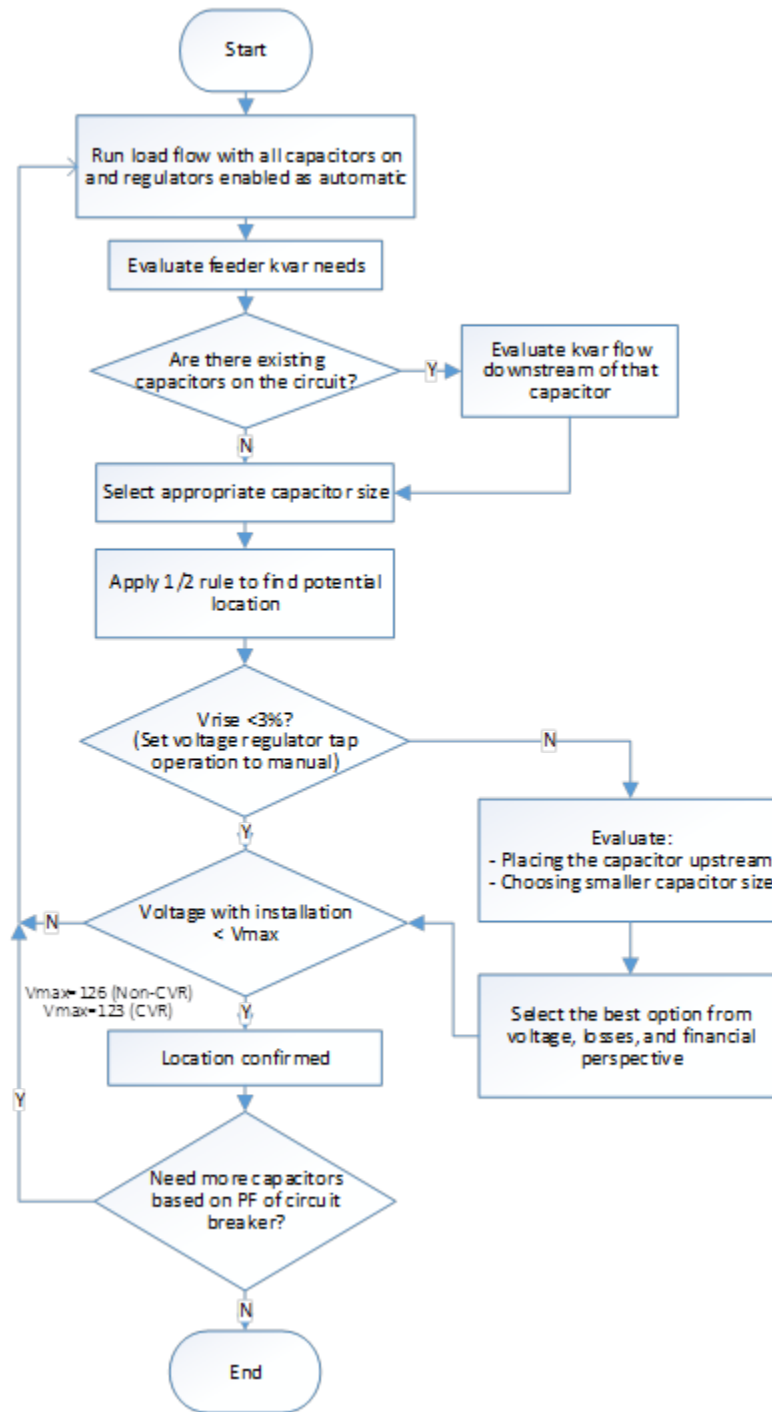 Start
Run load flow with all capacitors on
and regulators enabled as automatic
Evaluate feeder kvar needs
Are there existing
capacitors on the circuit?
Y
Evaluate kvar flow
downstream of that
capacitor
N
Select appropriate capacitor size
Apply 1/2 rule to find potential
location
Vrise <3%?
(Set voltage regulator tap
operation to manual)
N
Y
Evaluate:
- Placing the capacitor upstream
- Choosing smaller capacitor size
Voltage with installation
< Vmax
N
Vmax=126 (Non-CVR)
Vmax=123 (CVR)
Y
Select the best option from
voltage, losses, and financial
perspective
Location confirmed
Y
Need more capacitors
based on PF of circuit
breaker?
N
End